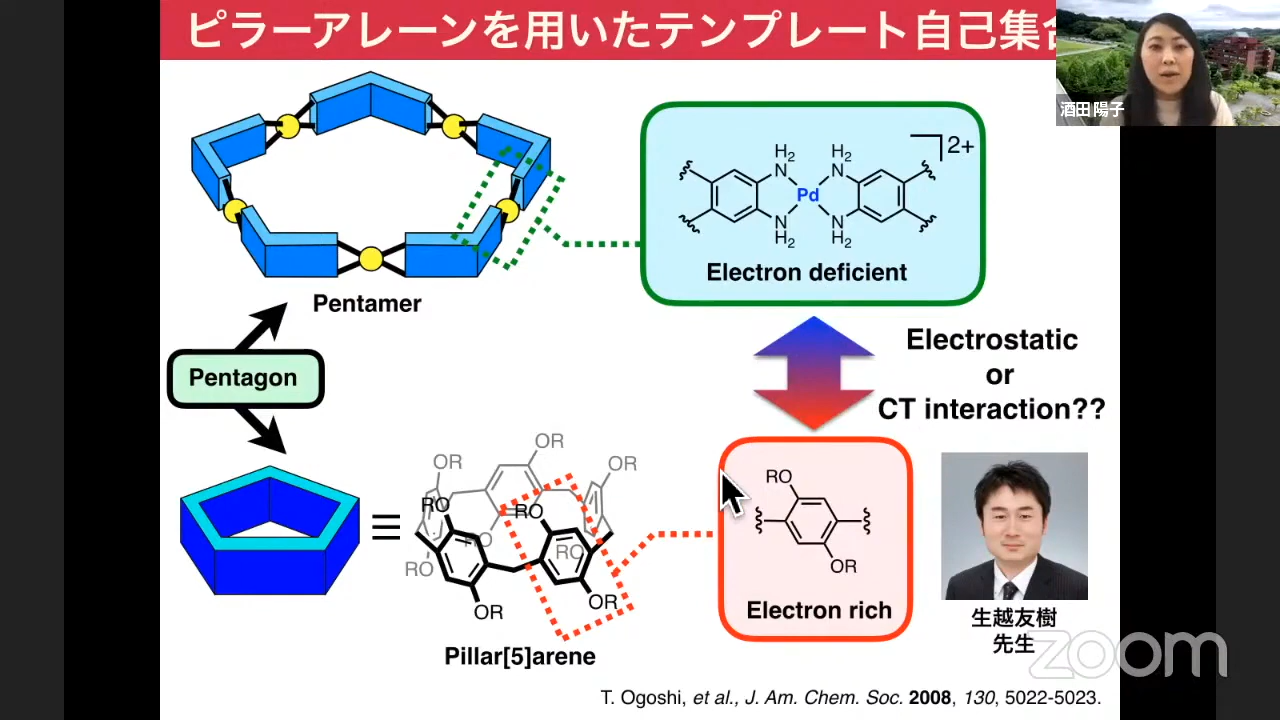 ピラーアレーンを用いたテンプレート自己集合
酒田 陽子
H₂
N
H₂
N
2+
Pd
N
H₂
N
H₂
Electron deficient
Pentamer
Electrostatic
or
CT interaction??
Pentagon
OR
OR
OR
RO
RO
RO
RO
RO
OR
OR
RO
OR
Electron rich
Pillar[5]arene
生越友樹
先生
zoom
T. Ogoshi, et al., J. Am. Chem. Soc. 2008, 130, 5022-5023.